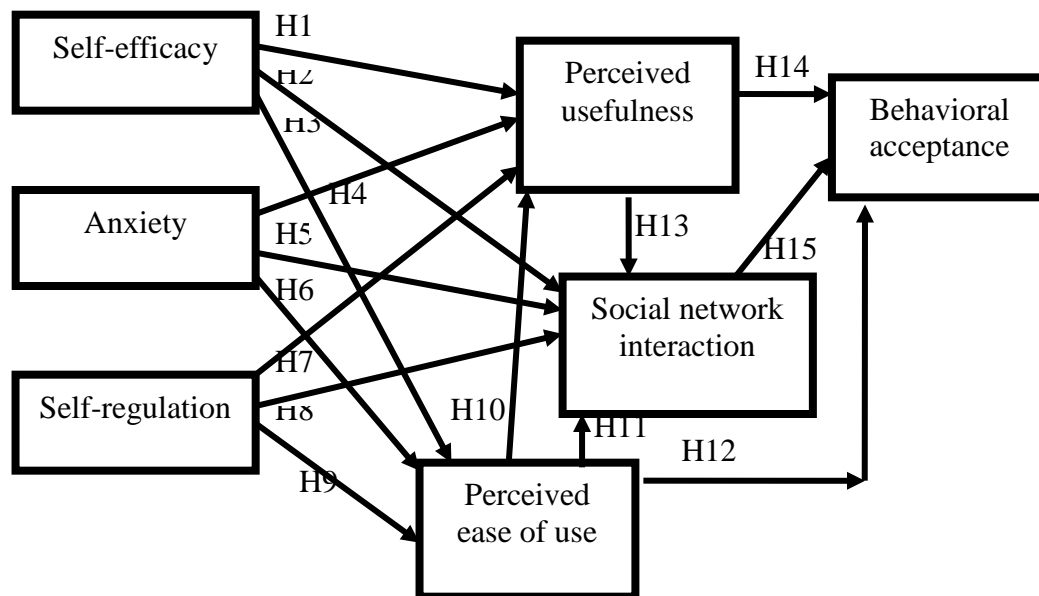 Self-efficacy
H1
H2
H3
Perceived
usefulness
H14
Behavioral
acceptance
Anxiety
H4
H5
H6
H13
H15
Social network
interaction
Self-regulation
H7
H8
H9
H10
H11
H12
Perceived
ease of use